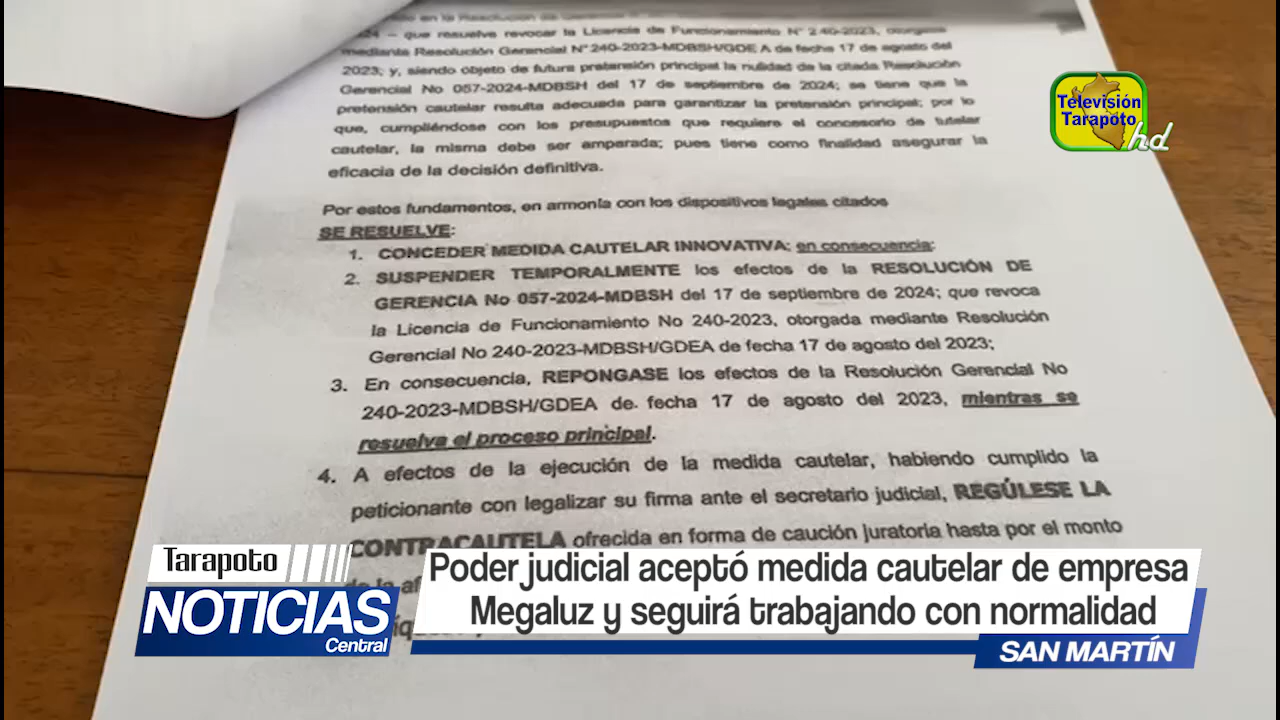 24 – que resuelve revocar la Licencia de Funcionamiento N° 240-2023, otorgada
mediante Resolución Gerencial N° 240-2023-MDBSH/GDE A de fecha 17 de agosto del
2023; y, siendo objeto de futura pretensión principal la nulidad de la citada Resolución
Gerencial No 057-2024-MDBSH del 17 de septiembre de 2024; se tiene que la
pretensión cautelar resulta adecuada para garantizar la pretensión principal; por lo
que, cumpliéndose con los presupuestos que requiere el concesorio de tutelar
cautelar, la misma debe ser amparada; pues tiene como finalidad asegurar la
eficacia de la decisión definitiva.
Por estos fundamentos, en armonía con los dispositivos legales citados
SE RESUELVE:
1. CONCEDER MEDIDA CAUTELAR INNOVATIVA; en consecuencia:
2. SUSPENDER TEMPORALMENTE los efectos de la RESOLUCIÓN DE
GERENCIA No 057-2024-MDBSH del 17 de septiembre de 2024; que revoca
la Licencia de Funcionamiento No 240-2023, otorgada mediante Resolución
Gerencial No 240-2023-MDBSH/GDEA de fecha 17 de agosto del 2023;
3. En consecuencia, REPONGASE los efectos de la Resolución Gerencial No
240-2023-MDBSH/GDEA de fecha 17 de agosto del 2023, mientras se
resuelva el proceso principal.
4. A efectos de la ejecución de la medida cautelar, habiendo cumplido la
peticionante con legalizar su firma ante el secretario judicial, REGÚLESE LA
CONTRACAUTELA ofrecida en forma de caución juratoria hasta por el monto
Televisión
Tarapoto
hd
Tarapoto
NOTICIAS
Central
Poder judicial aceptó medida cautelar de empresa
Megaluz y seguirá trabajando con normalidad
SAN MARTÍN